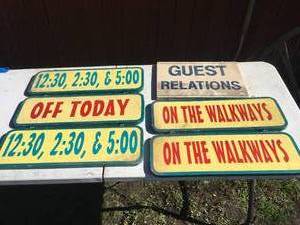 12:30, 2:30, & 5:00
OFF TODAY
12:30, 2:30, & 5:00
GUEST
RELATIONS
ON THE WALKWAYS
ON THE WALKWAYS